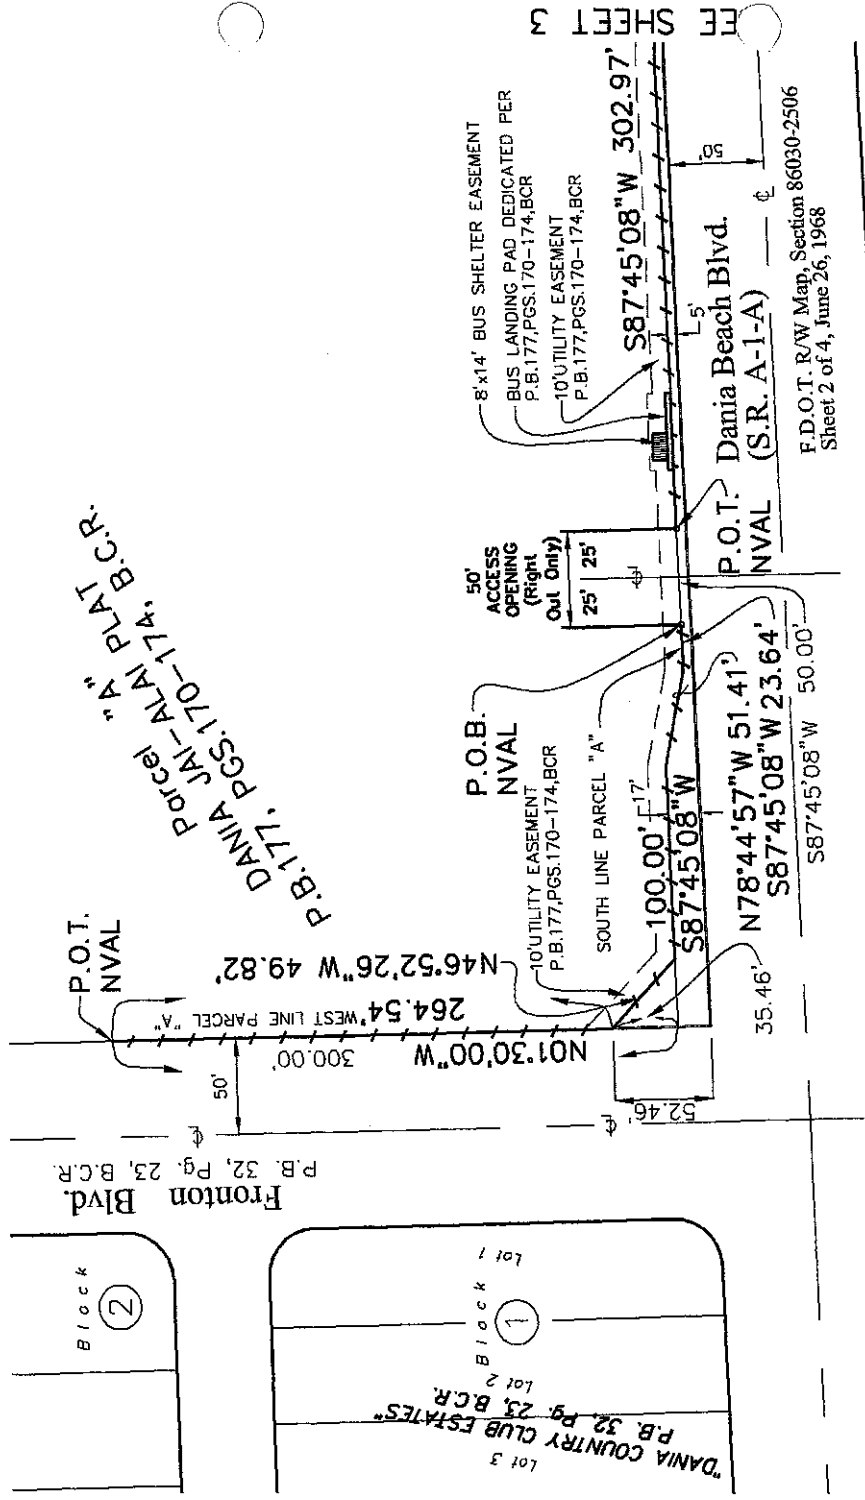 EE SHEET 3
P.O.T.
NVAL
Parcel "A"
DANIA JAI-ALAI PLAT
P.B.177, PGS.170-174, B.C.R.
8'x14' BUS SHELTER EASEMENT
BUS LANDING PAD DEDICATED PER
P.B.177,PGS.170-174,BCR
10'UTILITY EASEMENT
P.B.177,PGS.170-174,BCR
S87°45'08"W 302.97'
50'
5'
50'
ACCESS
OPENING
(Right
Out Only)
25' 25'
P.O.B.
NVAL
P.O.T.
NVAL
Dania Beach Blvd.
(S.R. A-1-A)
F.D.O.T. R/W Map, Section 86030-2506
Sheet 2 of 4, June 26, 1968
10'UTILITY EASEMENT
P.B.177,PGS.170-174,BCR
SOUTH LINE PARCEL "A"
100.00'
17'
S87°45'08"W
N78°44'57"W 51.41'
S87°45'08"W 23.64'
S87°45'08"W 50.00'
35.46'
N46°52'26"W 49.82'
264.54'
WEST LINE PARCEL "A"
N01°30'00"W
300.00'
50'
52.46'
Fronton Blvd.
P.B. 32, Pg. 23, B.C.R.
Block
2
Block
1
Lot 1
Lot 2
Lot 3
"DANIA COUNTRY CLUB ESTATES"
P.B. 32, Pg. 23, B.C.R.